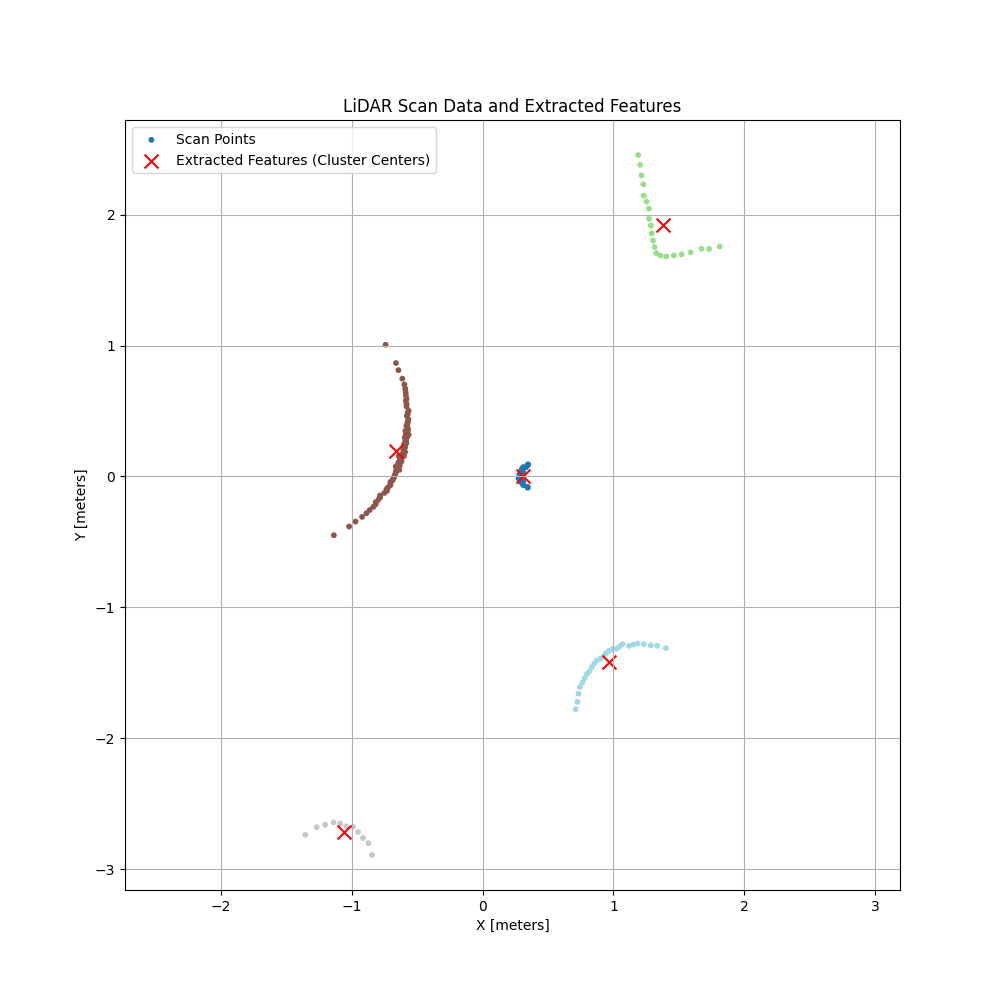 LiDAR Scan Data and Extracted Features
Scan Points
Extracted Features (Cluster Centers)
2
1
0
−1
−2
−3
Y [meters]
−2
−1
0
1
2
3
X [meters]